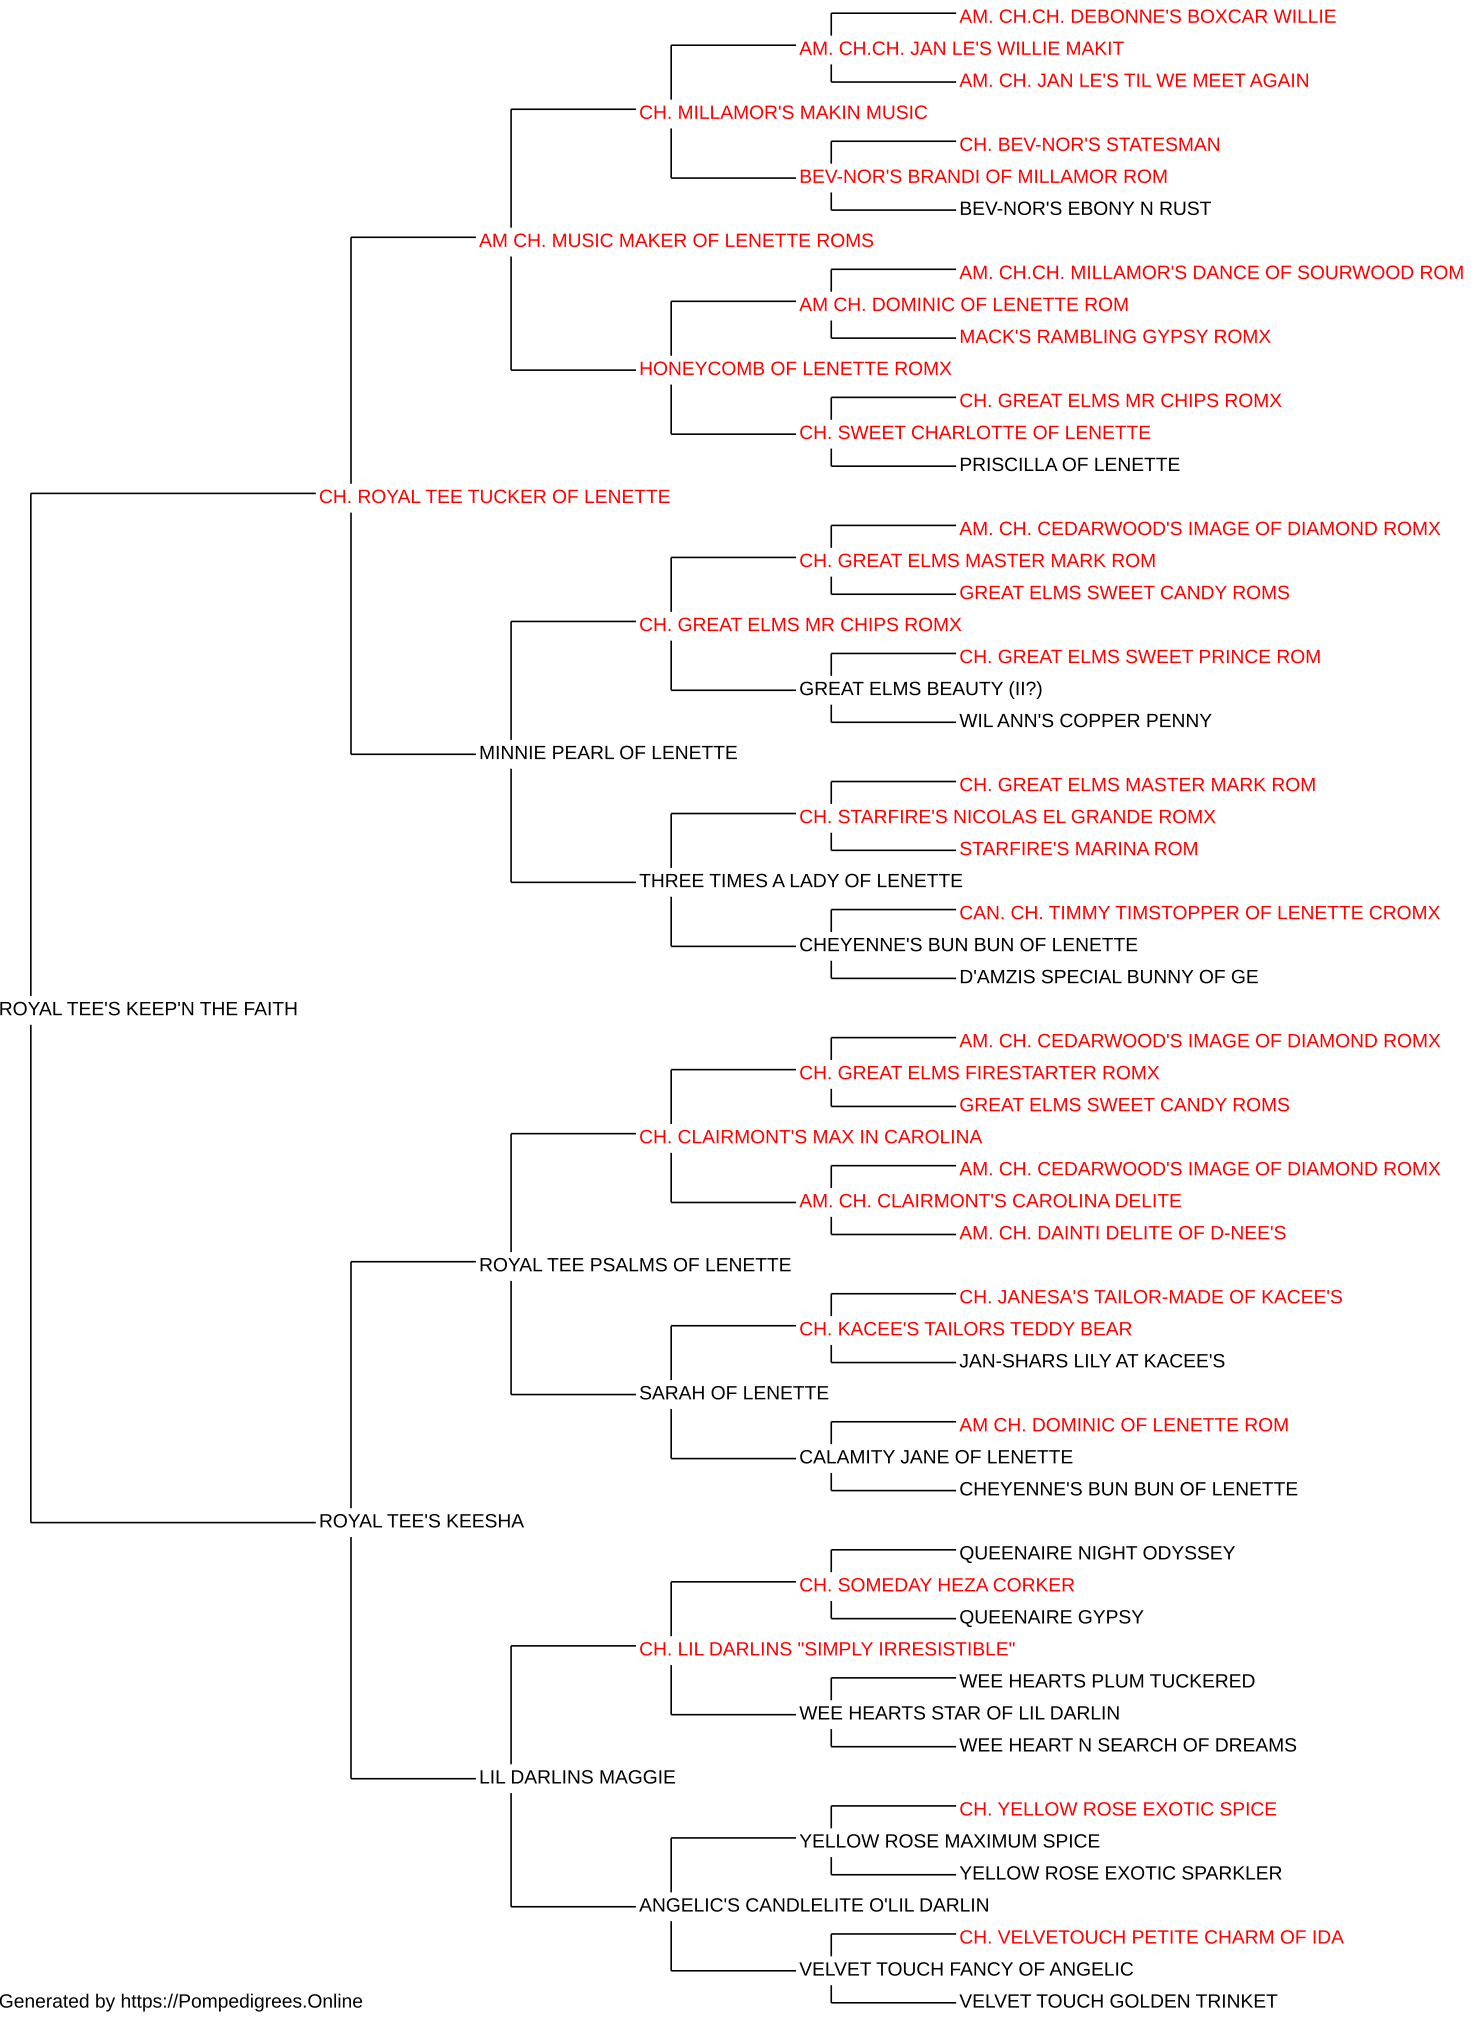 AM. CH.CH. DEBONNE'S BOXCAR WILLIE
AM. CH.CH. JAN LE'S WILLIE MAKIT
AM. CH. JAN LE'S TIL WE MEET AGAIN
CH. MILLAMOR'S MAKIN MUSIC
CH. BEV-NOR'S STATESMAN
BEV-NOR'S BRANDI OF MILLAMOR ROM
BEV-NOR'S EBONY N RUST
AM CH. MUSIC MAKER OF LENETTE ROMS
AM. CH.CH. MILLAMOR'S DANCE OF SOURWOOD ROM
AM CH. DOMINIC OF LENETTE ROM
MACK'S RAMBLING GYPSY ROMX
HONEYCOMB OF LENETTE ROMX
CH. GREAT ELMS MR CHIPS ROMX
CH. SWEET CHARLOTTE OF LENETTE
PRISCILLA OF LENETTE
CH. ROYAL TEE TUCKER OF LENETTE
AM. CH. CEDARWOOD'S IMAGE OF DIAMOND ROMX
CH. GREAT ELMS MASTER MARK ROM
GREAT ELMS SWEET CANDY ROMS
CH. GREAT ELMS MR CHIPS ROMX
CH. GREAT ELMS SWEET PRINCE ROM
GREAT ELMS BEAUTY (II?)
WIL ANN'S COPPER PENNY
MINNIE PEARL OF LENETTE
CH. GREAT ELMS MASTER MARK ROM
CH. STARFIRE'S NICOLAS EL GRANDE ROMX
STARFIRE'S MARINA ROM
THREE TIMES A LADY OF LENETTE
CAN. CH. TIMMY TIMSTOPPER OF LENETTE CROMX
CHEYENNE'S BUN BUN OF LENETTE
D'AMZIS SPECIAL BUNNY OF GE
ROYAL TEE'S KEEP'N THE FAITH
AM. CH. CEDARWOOD'S IMAGE OF DIAMOND ROMX
CH. GREAT ELMS FIRESTARTER ROMX
GREAT ELMS SWEET CANDY ROMS
CH. CLAIRMONT'S MAX IN CAROLINA
AM. CH. CEDARWOOD'S IMAGE OF DIAMOND ROMX
AM. CH. CLAIRMONT'S CAROLINA DELITE
AM. CH. DAINTI DELITE OF D-NEE'S
ROYAL TEE PSALMS OF LENETTE
CH. JANESA'S TAILOR-MADE OF KACEE'S
CH. KACEE'S TAILORS TEDDY BEAR
JAN-SHARS LILY AT KACEE'S
SARAH OF LENETTE
AM CH. DOMINIC OF LENETTE ROM
CALAMITY JANE OF LENETTE
CHEYENNE'S BUN BUN OF LENETTE
ROYAL TEE'S KEESHA
QUEENAIRE NIGHT ODYSSEY
CH. SOMEDAY HEZA CORKER
QUEENAIRE GYPSY
CH. LIL DARLINS "SIMPLY IRRESISTIBLE"
WEE HEARTS PLUM TUCKERED
WEE HEARTS STAR OF LIL DARLIN
WEE HEART N SEARCH OF DREAMS
LIL DARLINS MAGGIE
CH. YELLOW ROSE EXOTIC SPICE
YELLOW ROSE MAXIMUM SPICE
YELLOW ROSE EXOTIC SPARKLER
ANGELIC'S CANDLELITE O'LIL DARLIN
CH. VELVETOUCH PETITE CHARM OF IDA
VELVET TOUCH FANCY OF ANGELIC
VELVET TOUCH GOLDEN TRINKET
Generated by https://Pompedigrees.Online